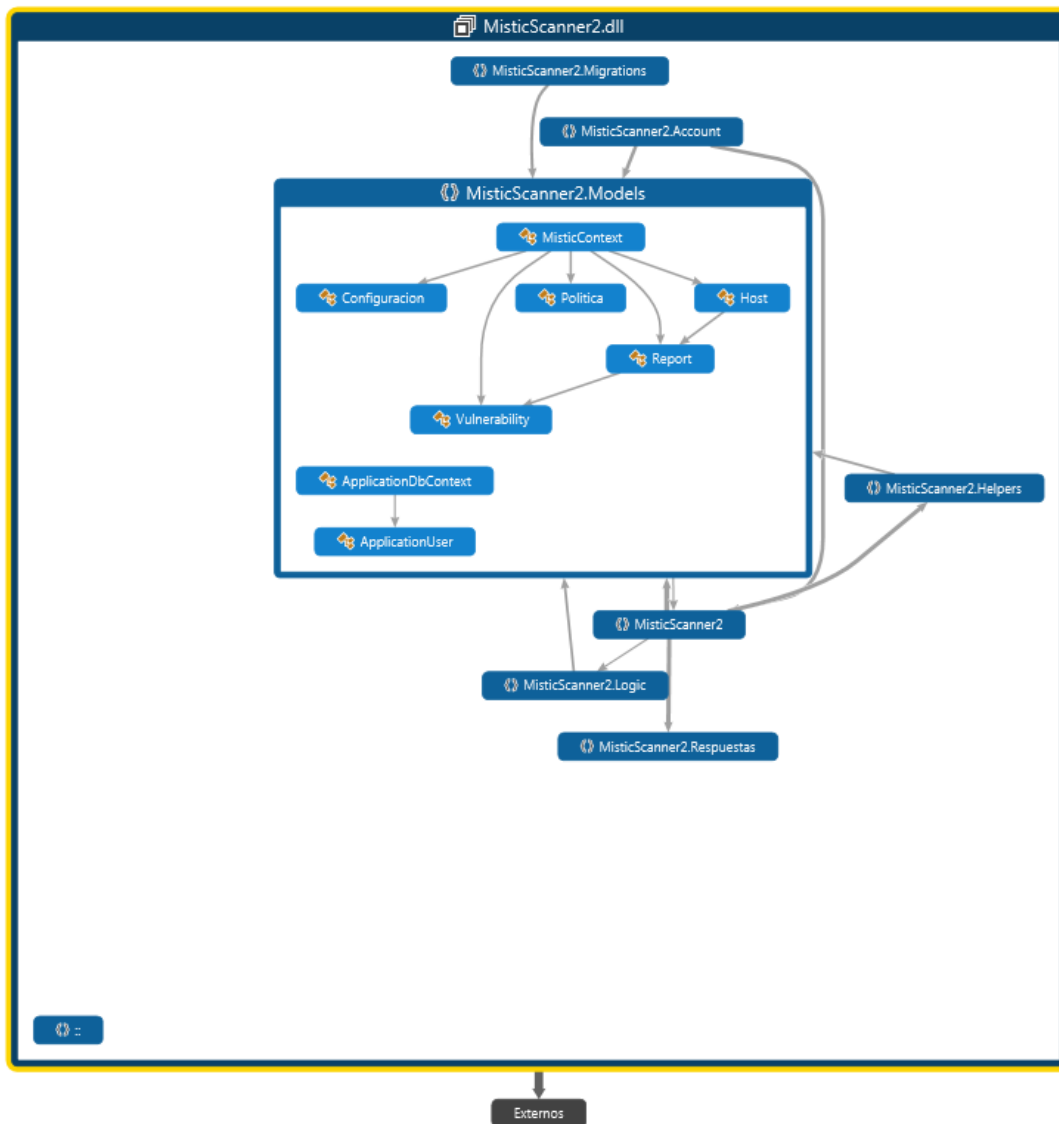 MisticScanner2.dll
MisticScanner2.Migrations
MisticScanner2.Account
MisticScanner2.Models
MisticContext
Configuracion
Politica
Host
Report
Vulnerability
ApplicationDbContext
MisticScanner2.Helpers
ApplicationUser
MisticScanner2
MisticScanner2.Logic
MisticScanner2.Respuestas
::
Externos